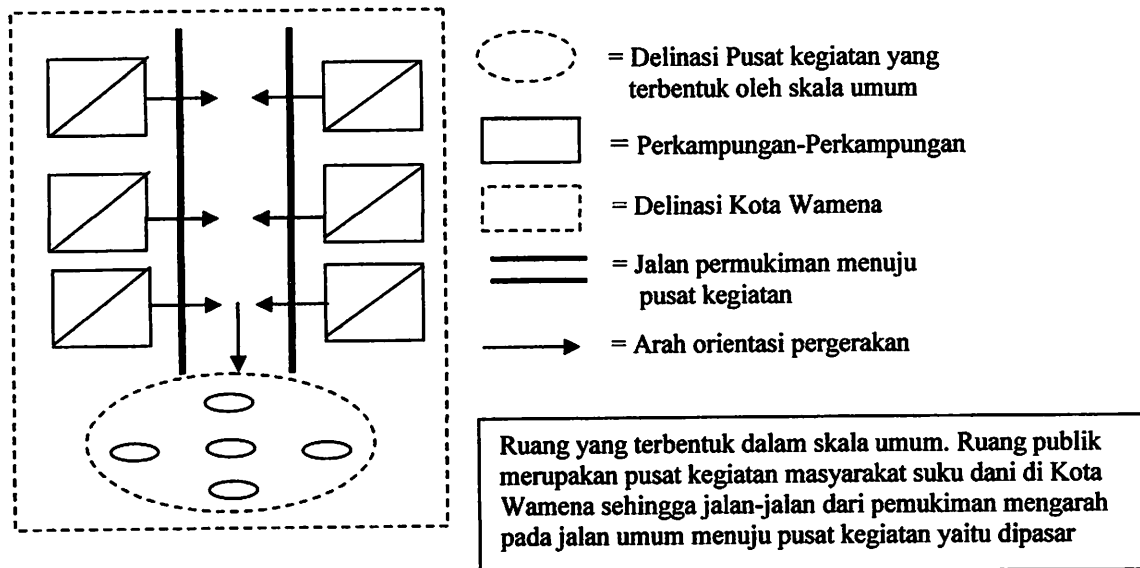 = Delinasi Pusat kegiatan yang
terbentuk oleh skala umum
= Perkampungan-Perkampungan
= Delinasi Kota Wamena
= Jalan permukiman menuju
pusat kegiatan
= Arah orientasi pergerakan
Ruang yang terbentuk dalam skala umum. Ruang publik
merupakan pusat kegiatan masyarakat suku dani di Kota
Wamena sehingga jalan-jalan dari pemukiman mengarah
pada jalan umum menuju pusat kegiatan yaitu dipasar